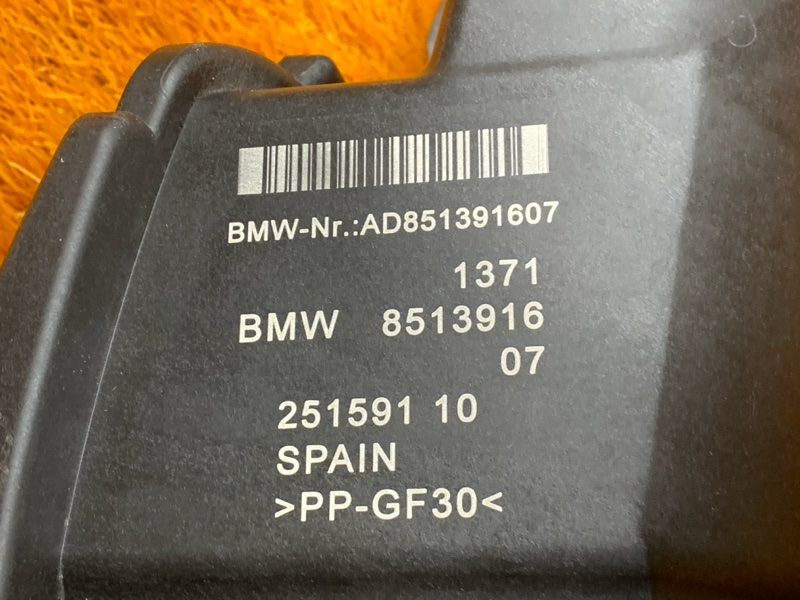 BMW-Nr.:AD851391607
1371
BMW 8513916
07
251591 10
SPAIN
>PP-GF30<